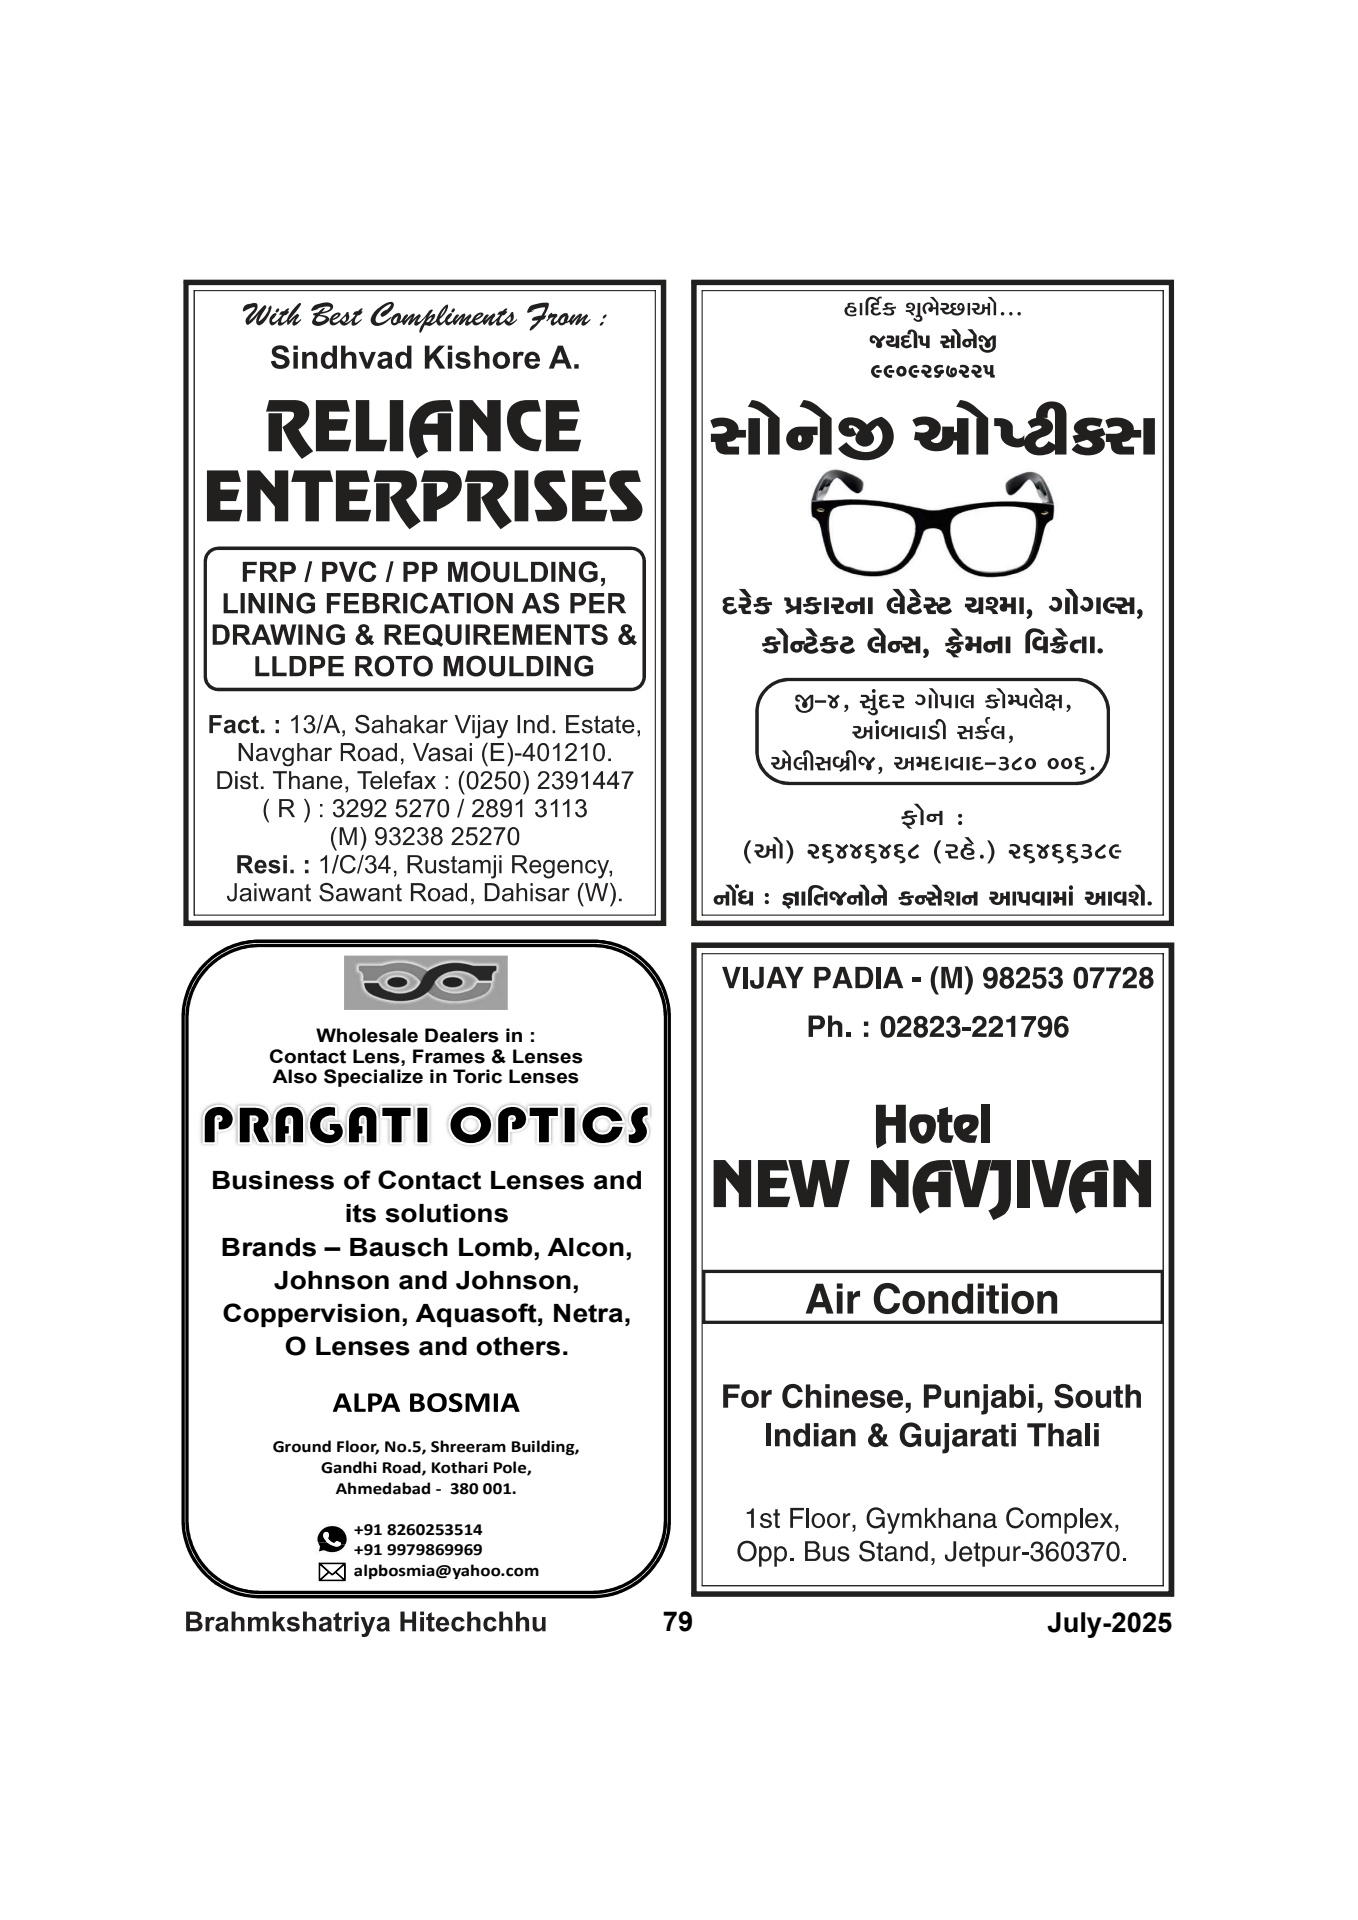 With Best Compliments From :
Sindhvad Kishore A.
RELIANCE
ENTERPRISES
FRP / PVC / PP MOULDING,
LINING FEBRICATION AS PER
DRAWING & REQUIREMENTS &
LLDPE ROTO MOULDING
Fact. : 13/A, Sahakar Vijay Ind. Estate,
Navghar Road, Vasai (E)-401210.
Dist. Thane, Telefax : (0250) 2391447
( R ) : 3292 5270 / 2891 3113
(M) 93238 25270
Resi. : 1/C/34, Rustamji Regency,
Jaiwant Sawant Road, Dahisar (W).
હાર્દિક શુભેચ્છાઓ...
જયદીપ સોનેજી
૯૯૦૯૨૬૭૨૨૫
સોનેજી ઓપ્ટીક્સ
દરેક પ્રકારના લેટેસ્ટ ચશ્મા, ગોગલ્સ,
કોન્ટેકટ લેન્સ, ફ્રેમના વિક્રેતા.
જી-૪, સુંદર ગોપાલ કોમ્પલેક્ષ,
આંબાવાડી સર્કલ,
એલીસબ્રીજ, અમદાવાદ-૩૮૦ ૦૦૬.
ફોન :
(ઓ) ૨૬૪૪૬૪૬૮ (રહે.) ૨૬૪૬૬૩૮૯
નોંધ : જ્ઞાતિજનોને કન્સેશન આપવામાં આવશે.
Wholesale Dealers in :
Contact Lens, Frames & Lenses
Also Specialize in Toric Lenses
PRAGATI OPTICS
Business of Contact Lenses and
its solutions
Brands – Bausch Lomb, Alcon,
Johnson and Johnson,
Coppervision, Aquasoft, Netra,
O Lenses and others.
ALPA BOSMIA
Ground Floor, No.5, Shreeram Building,
Gandhi Road, Kothari Pole,
Ahmedabad - 380 001.
+91 8260253514
+91 9979869969
alpbosmia@yahoo.com
VIJAY PADIA - (M) 98253 07728
Ph. : 02823-221796
Hotel
NEW NAVJIVAN
Air Condition
For Chinese, Punjabi, South
Indian & Gujarati Thali
1st Floor, Gymkhana Complex,
Opp. Bus Stand, Jetpur-360370.
Brahmkshatriya Hitechchhu 79 July-2025